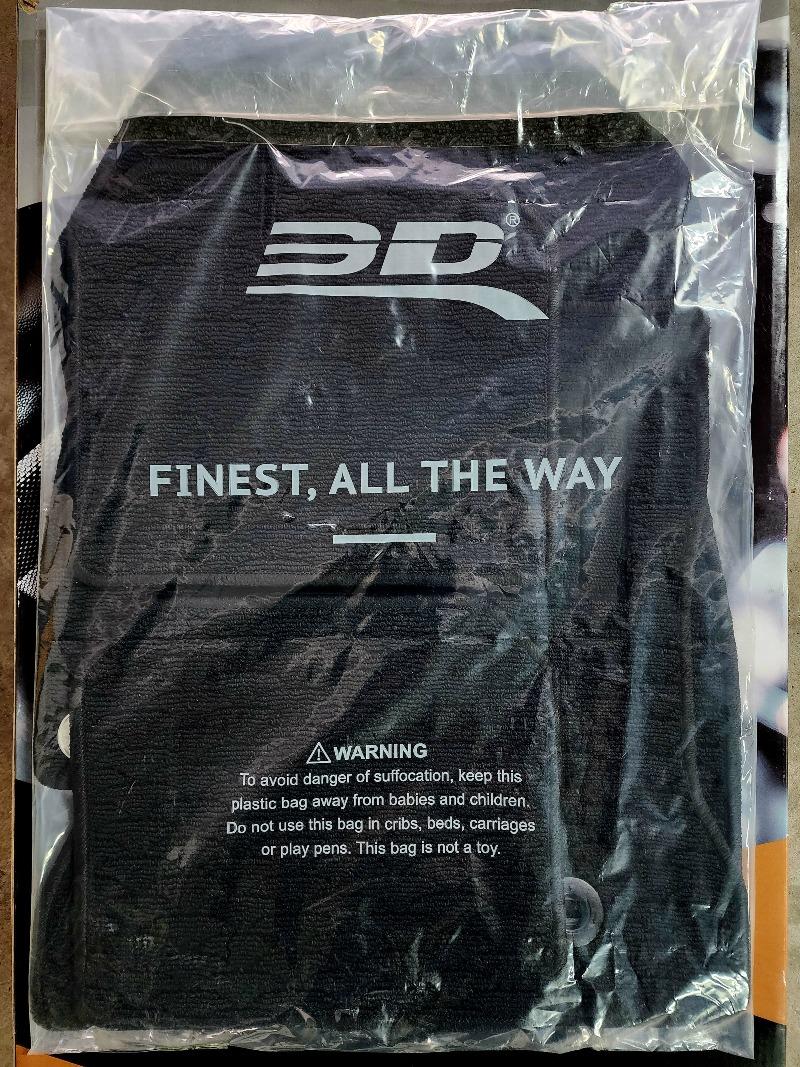 3D®
FINEST, ALL THE WAY
⚠ WARNING
To avoid danger of suffocation, keep this
plastic bag away from babies and children.
Do not use this bag in cribs, beds, carriages
or play pens. This bag is not a toy.